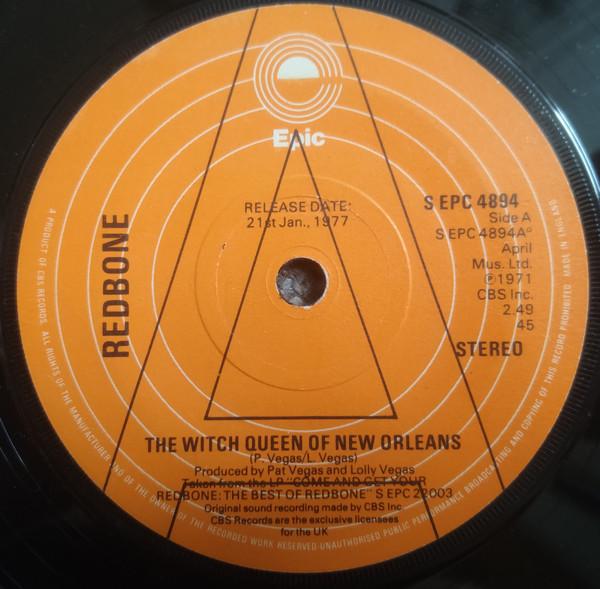 Epic
RELEASE DATE:
21st Jan., 1977
S EPC 4894
Side A
S EPC 4894A°
April
Mus. Ltd.
℗1971
CBS Inc.
2.49
45
STEREO
REDBONE
THE WITCH QUEEN OF NEW ORLEANS
(P. Vegas/L. Vegas)
Produced by Pat Vegas and Lolly Vegas
Taken from the LP "COME AND GET YOUR
REDBONE: THE BEST OF REDBONE" S EPC 22003
Original sound recording made by CBS Inc.
CBS Records are the exclusive licensees
for the UK
A PRODUCT OF CBS RECORDS. ALL RIGHTS OF THE MANUFACTURER AND OF THE OWNER OF THE RECORDED WORK RESERVED-UNAUTHORISED PUBLIC PERFORMANCE BROADCASTING AND COPYING OF THIS RECORD PROHIBITED MADE IN ENGLAND